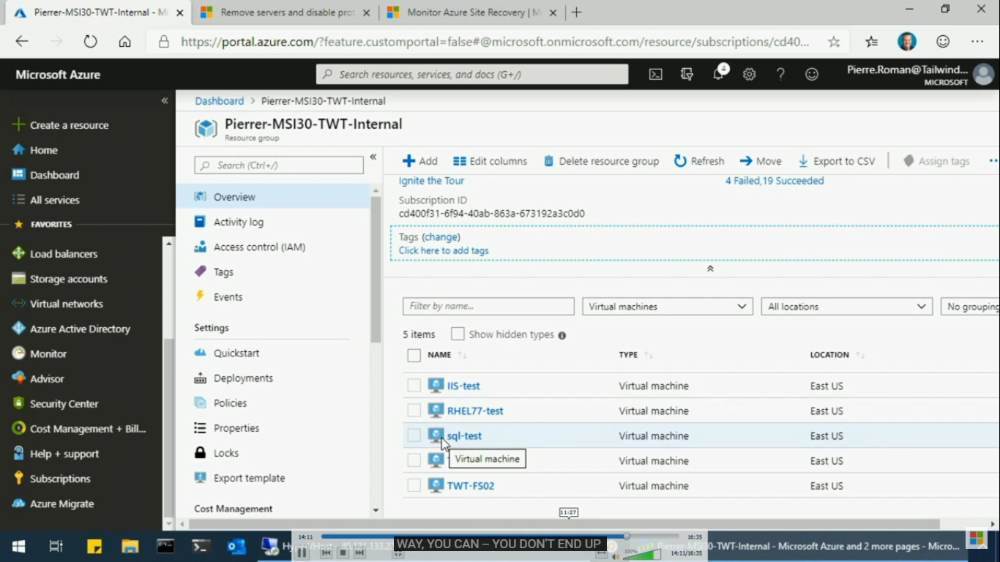 Pierrer-MSI30-TWT-Internal - Mi
Remove servers and disable prot
Monitor Azure Site Recovery | M
https://portal.azure.com/?feature.customportal=false#@microsoft.onmicrosoft.com/resource/subscriptions/cd40...
Microsoft Azure
Search resources, services, and docs (G+/)
4
Pierre.Roman@Tailwind...
MICROSOFT
Create a resource
Home
Dashboard
All services
FAVORITES
Load balancers
Storage accounts
Virtual networks
Azure Active Directory
Monitor
Advisor
Security Center
Cost Management + Bill...
Help + support
Subscriptions
Azure Migrate
Dashboard > Pierrer-MSI30-TWT-Internal
Pierrer-MSI30-TWT-Internal
Resource group
Search (Ctrl+/)
Overview
Activity log
Access control (IAM)
Tags
Events
Settings
Quickstart
Deployments
Policies
Properties
Locks
Export template
Cost Management
Add Edit columns Delete resource group Refresh Move Export to CSV Assign tags
Ignite the Tour 4 Failed,19 Succeeded
Subscription ID
cd400f31-6f94-40ab-863a-673192a3c0d0
Tags (change)
Click here to add tags
Filter by name... Virtual machines All locations No grouping
5 items Show hidden types
NAME TYPE LOCATION
IIS-test Virtual machine East US
RHEL77-test Virtual machine East US
sql-test Virtual machine East US
Virtual machine
Virtual machine East US
TWT-FS02 Virtual machine East US
11:27
14:11 16:35
WAY, YOU CAN -- YOU DON'T END UP
100%
14:11/16:35
Pierrer-MSI30-TWT-Internal - Microsoft Azure and 2 more pages - Micro...